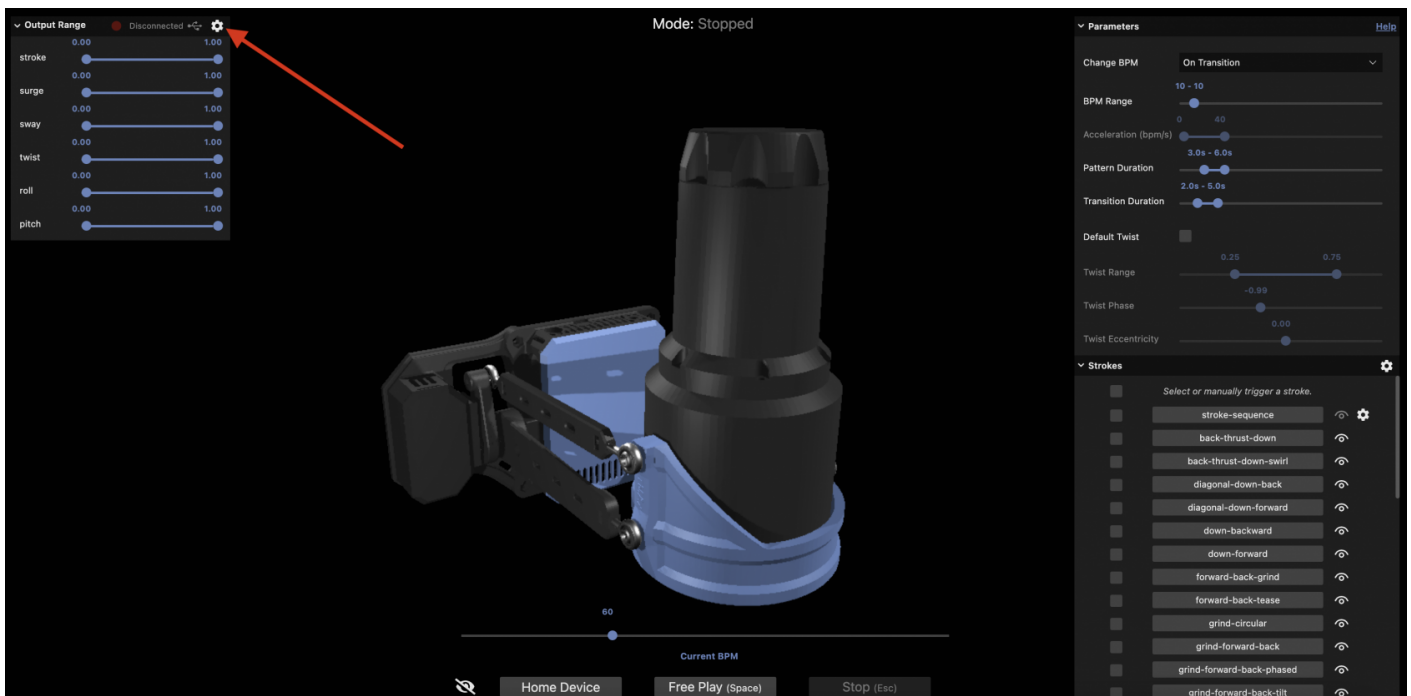 Output Range
Disconnected
0.00 1.00
stroke
0.00 1.00
surge
0.00 1.00
sway
0.00 1.00
twist
0.00 1.00
roll
0.00 1.00
pitch
Mode: Stopped
60
Current BPM
Home Device
Free Play (Space)
Stop (Esc)
Parameters
Help
Change BPM On Transition
10 - 10
BPM Range
0 40
Acceleration (bpm/s)
3.0s - 6.0s
Pattern Duration
2.0s - 5.0s
Transition Duration
Default Twist
0.25 0.75
Twist Range
-0.99
Twist Phase
0.00
Twist Eccentricity
Strokes
Select or manually trigger a stroke.
stroke-sequence
back-thrust-down
back-thrust-down-swirl
diagonal-down-back
diagonal-down-forward
down-backward
down-forward
forward-back-grind
forward-back-tease
grind-circular
grind-forward-back
grind-forward-back-phased
grind-forward-back-tilt